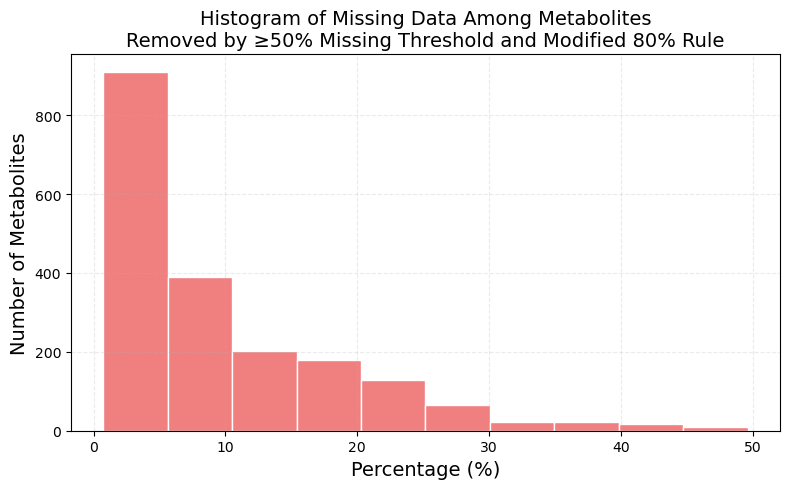 Histogram of Missing Data Among Metabolites
Removed by ≥50% Missing Threshold and Modified 80% Rule
Number of Metabolites
800
600
400
200
0
0 10 20 30 40 50
Percentage (%)